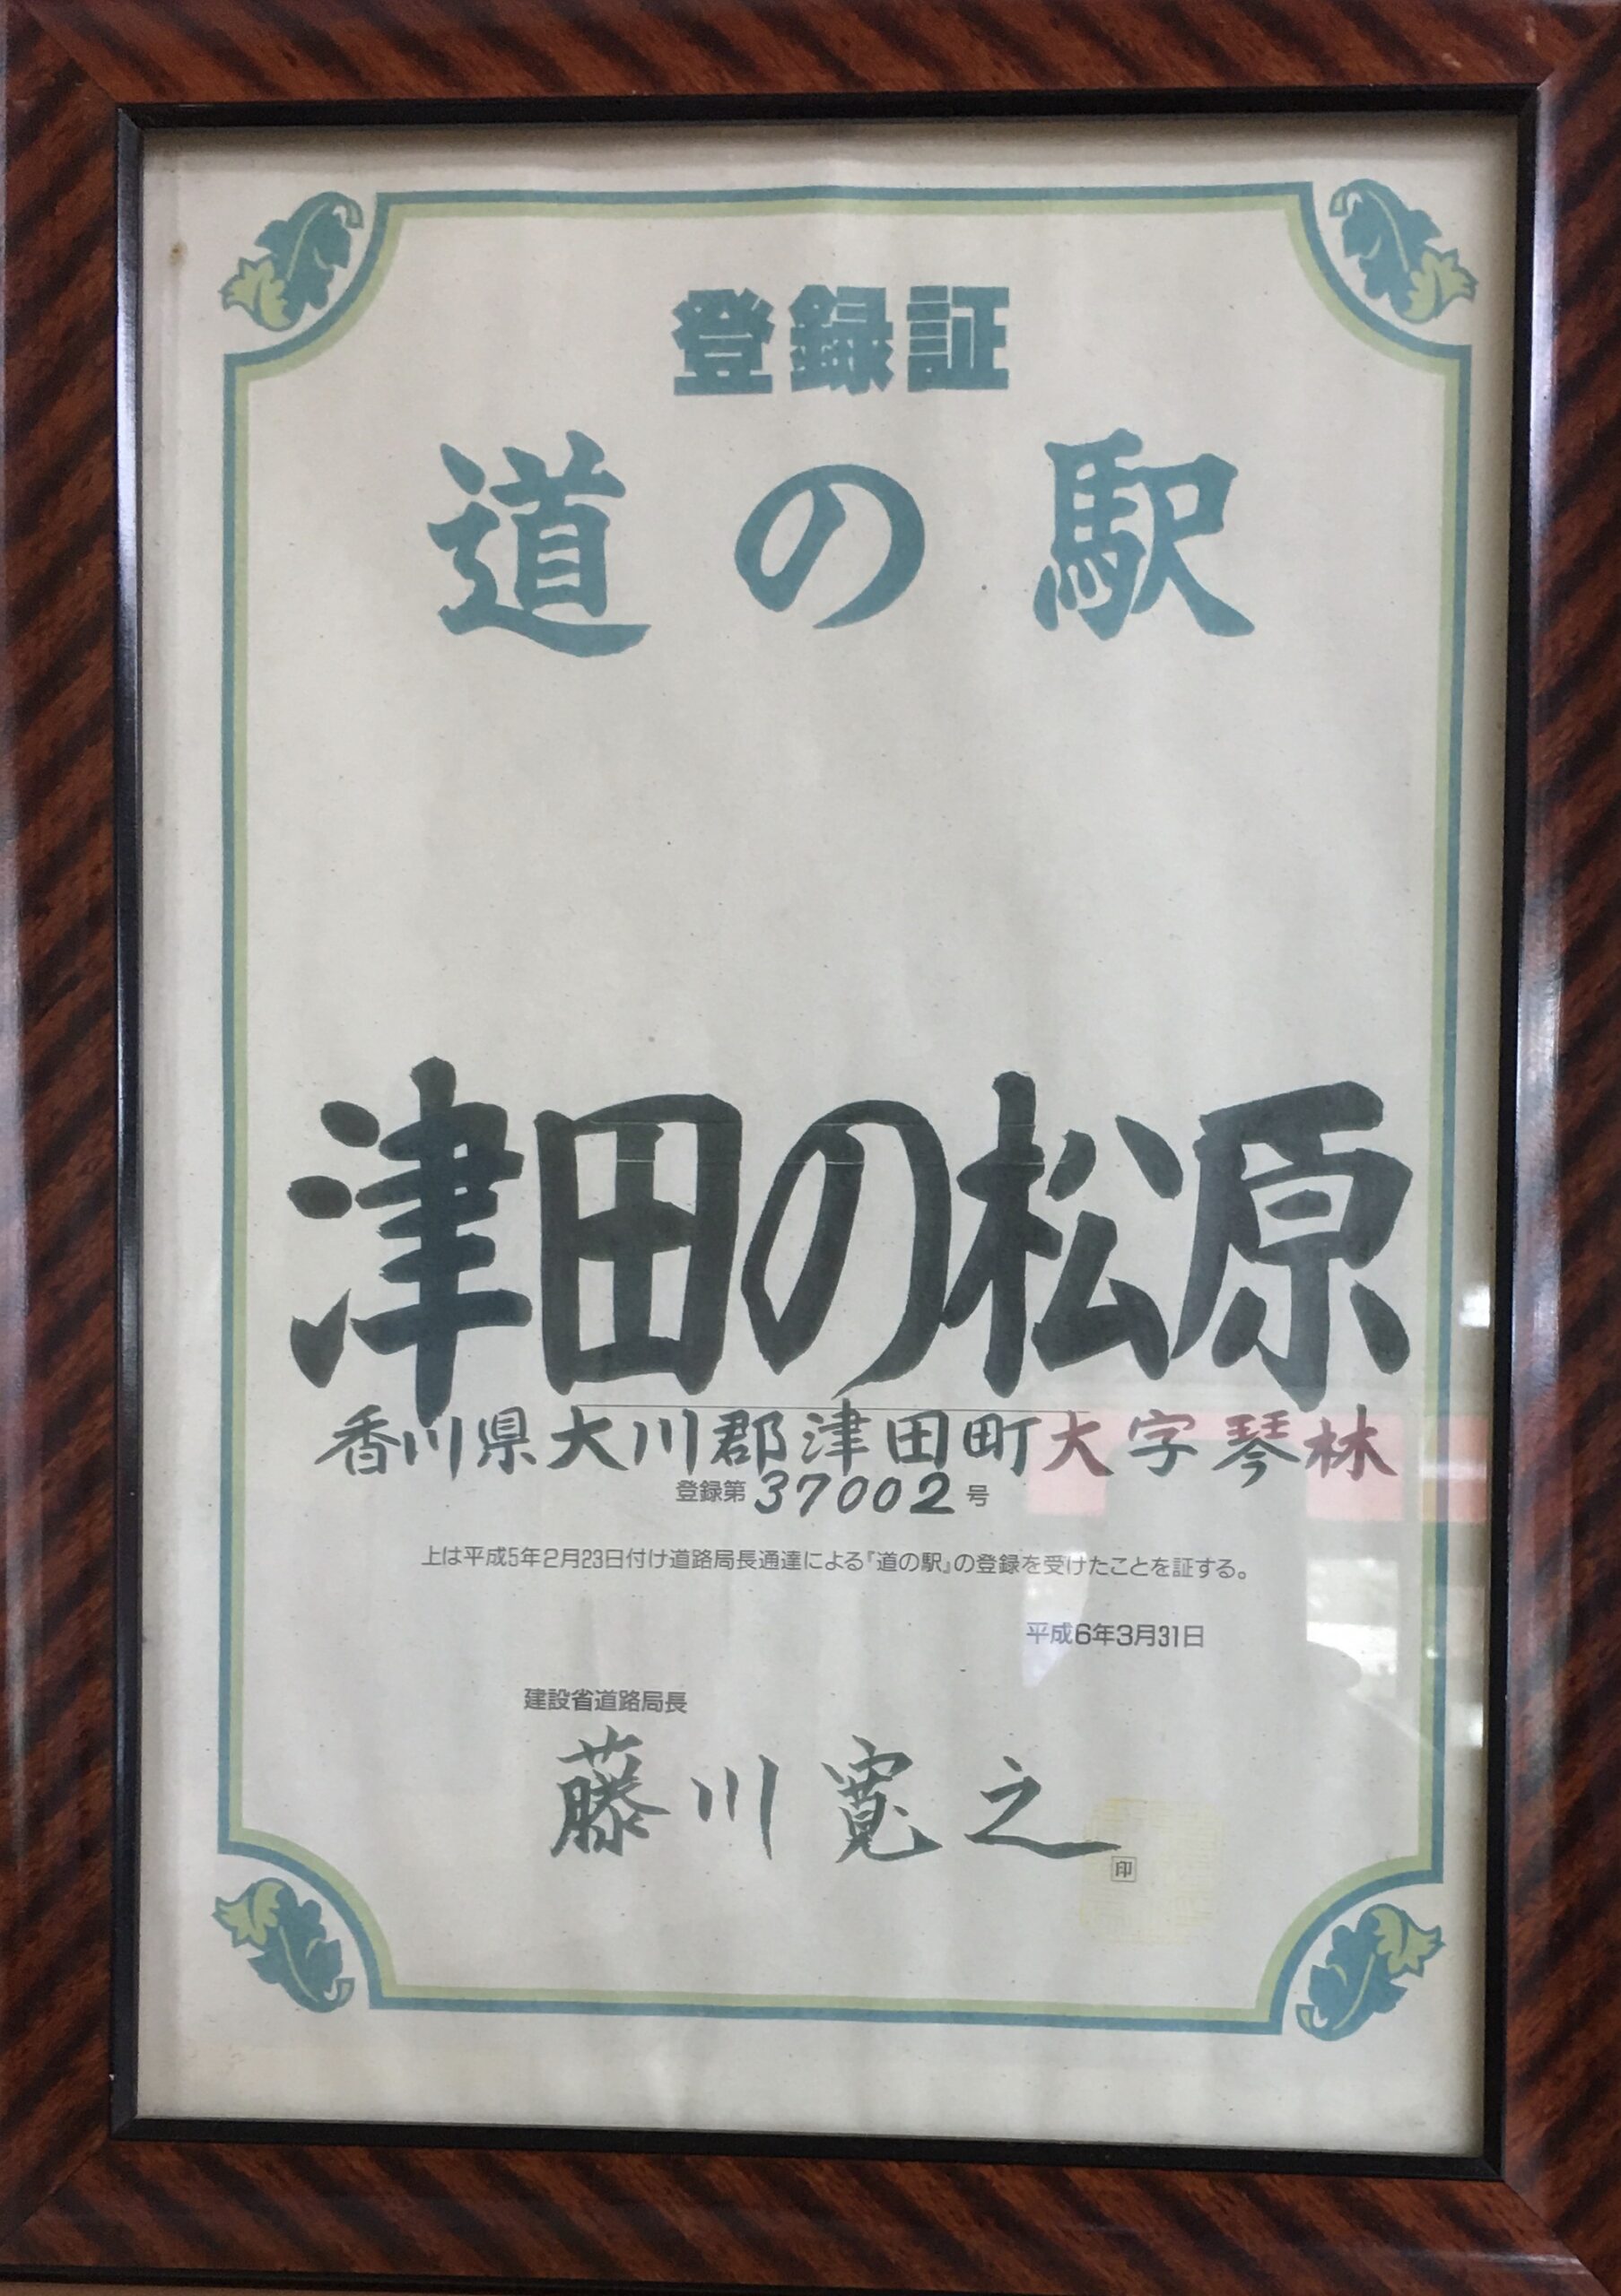 登録証
道の駅
津田の松原
香川県大川郡津田町大字琴林
登録第37002号
上は平成5年2月23日付け道路局長通達による『道の駅』の登録を受けたことを証する。
平成6年3月31日
建設省道路局長
藤川寛之
印